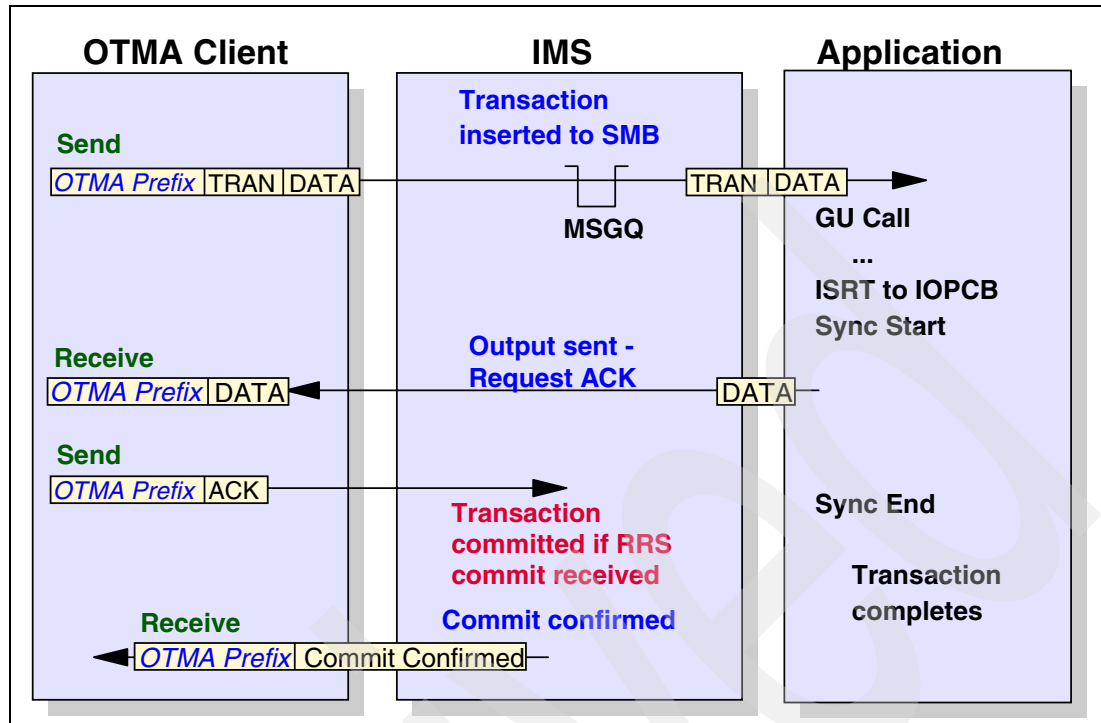 OTMA Client
IMS
Application
Transaction
inserted to SMB
Send
OTMA Prefix TRAN DATA
MSGQ
TRAN DATA
GU Call
...
ISRT to IOPCB
Sync Start
Output sent -
Request ACK
Receive
OTMA Prefix DATA
DATA
Send
OTMA Prefix ACK
Sync End
Transaction
committed if RRS
commit received
Transaction
completes
Commit confirmed
Receive
OTMA Prefix Commit Confirmed